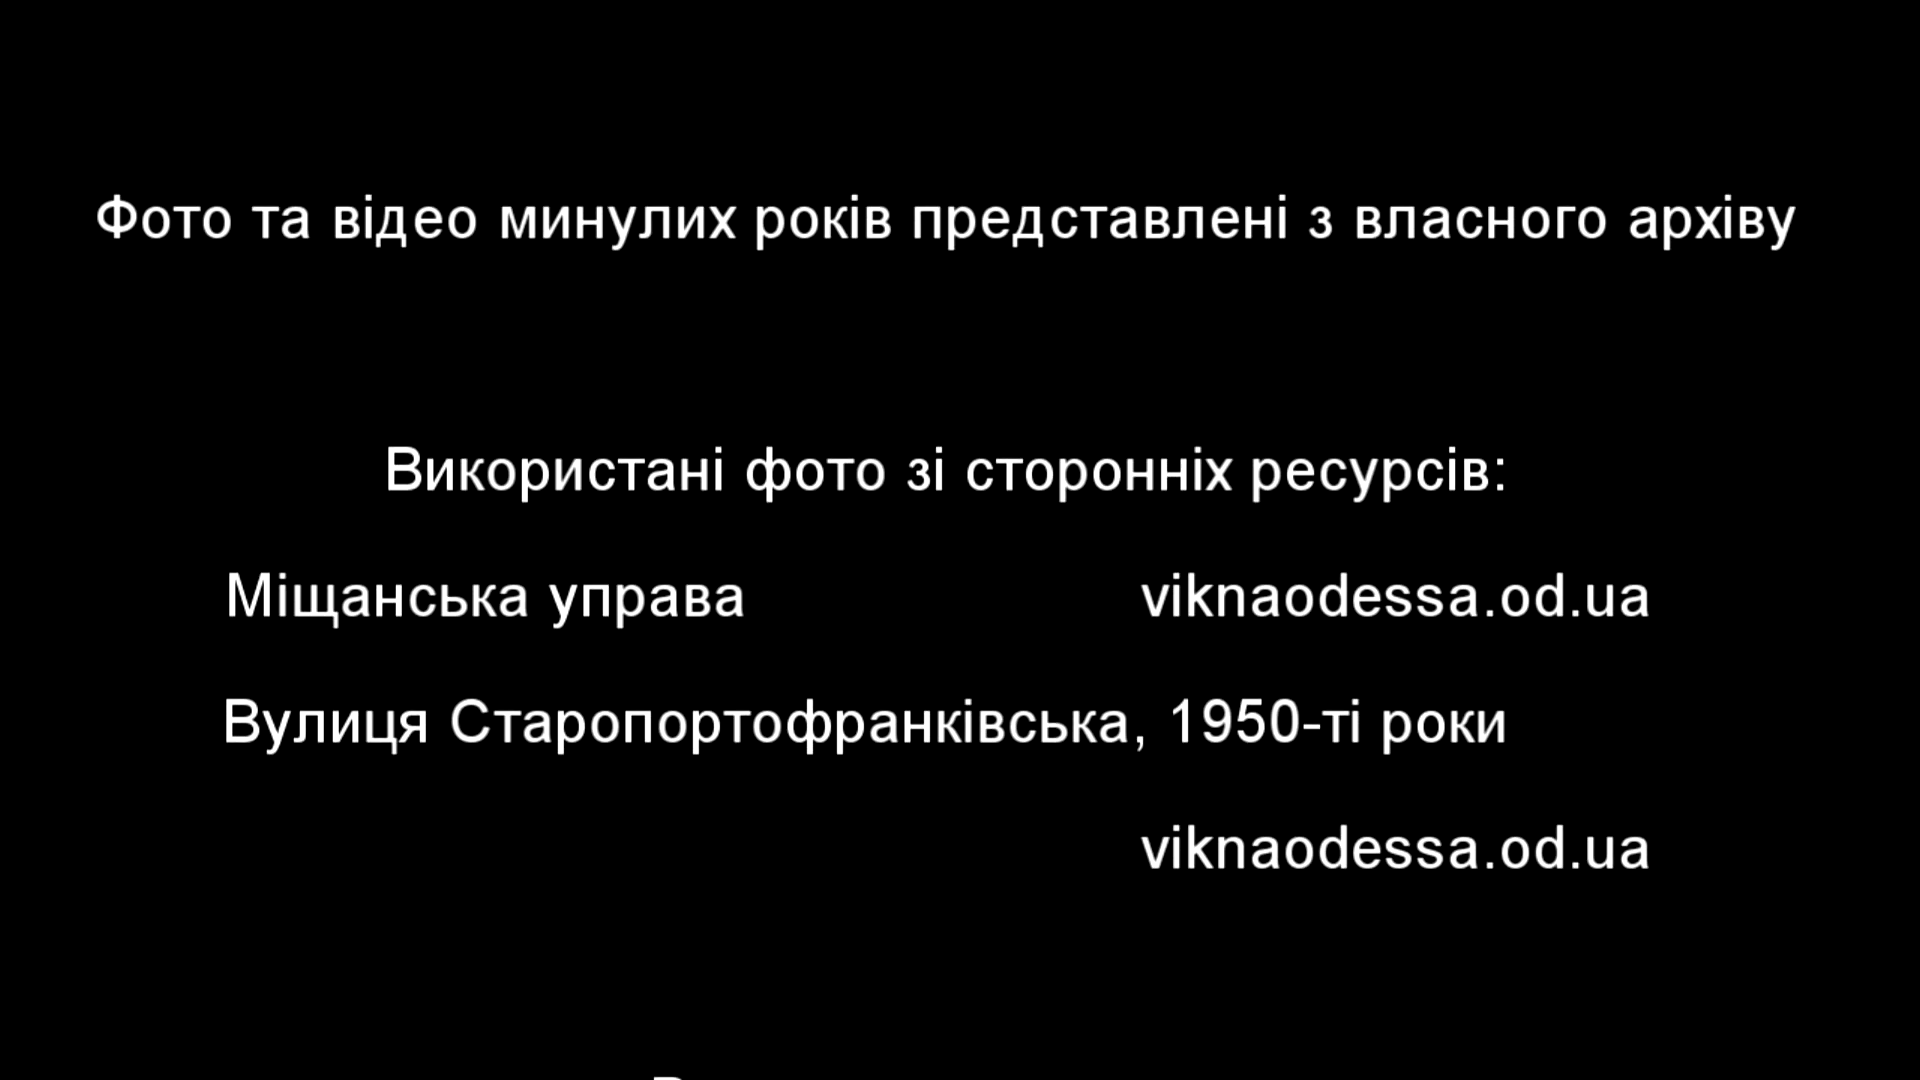 Фото та відео минулих років представлені з власного архіву
Використані фото зі сторонніх ресурсів:
Міщанська управа viknaodessa.od.ua
Вулиця Старопортофранківська, 1950-ті роки
viknaodessa.od.ua